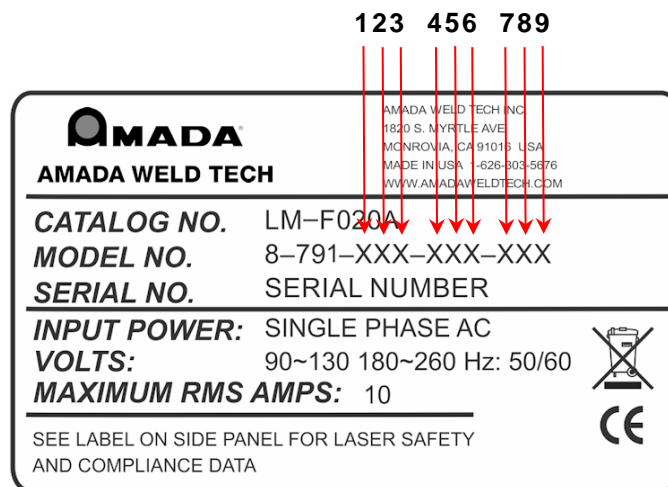 123 456 789
AMADA
AMADA WELD TECH
AMADA WELD TECH INC.
1820 S. MYRTLE AVE
MONROVIA, CA 91016 USA
MADE IN USA 1-626-303-5676
WWW.AMADAWELDTECH.COM
CATALOG NO. LM–F020A
MODEL NO. 8–791–XXX–XXX–XXX
SERIAL NO. SERIAL NUMBER
INPUT POWER: SINGLE PHASE AC
VOLTS: 90~130 180~260 Hz: 50/60
MAXIMUM RMS AMPS: 10
CE
SEE LABEL ON SIDE PANEL FOR LASER SAFETY
AND COMPLIANCE DATA